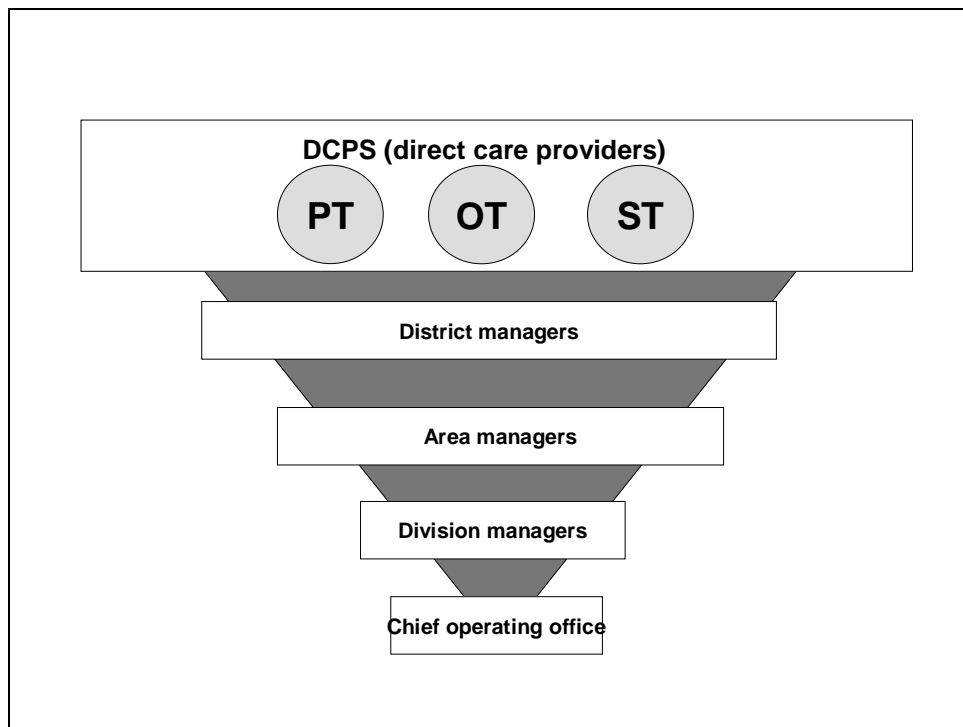 DCPS (direct care providers)
PT OT ST
District managers
Area managers
Division managers
Chief operating office